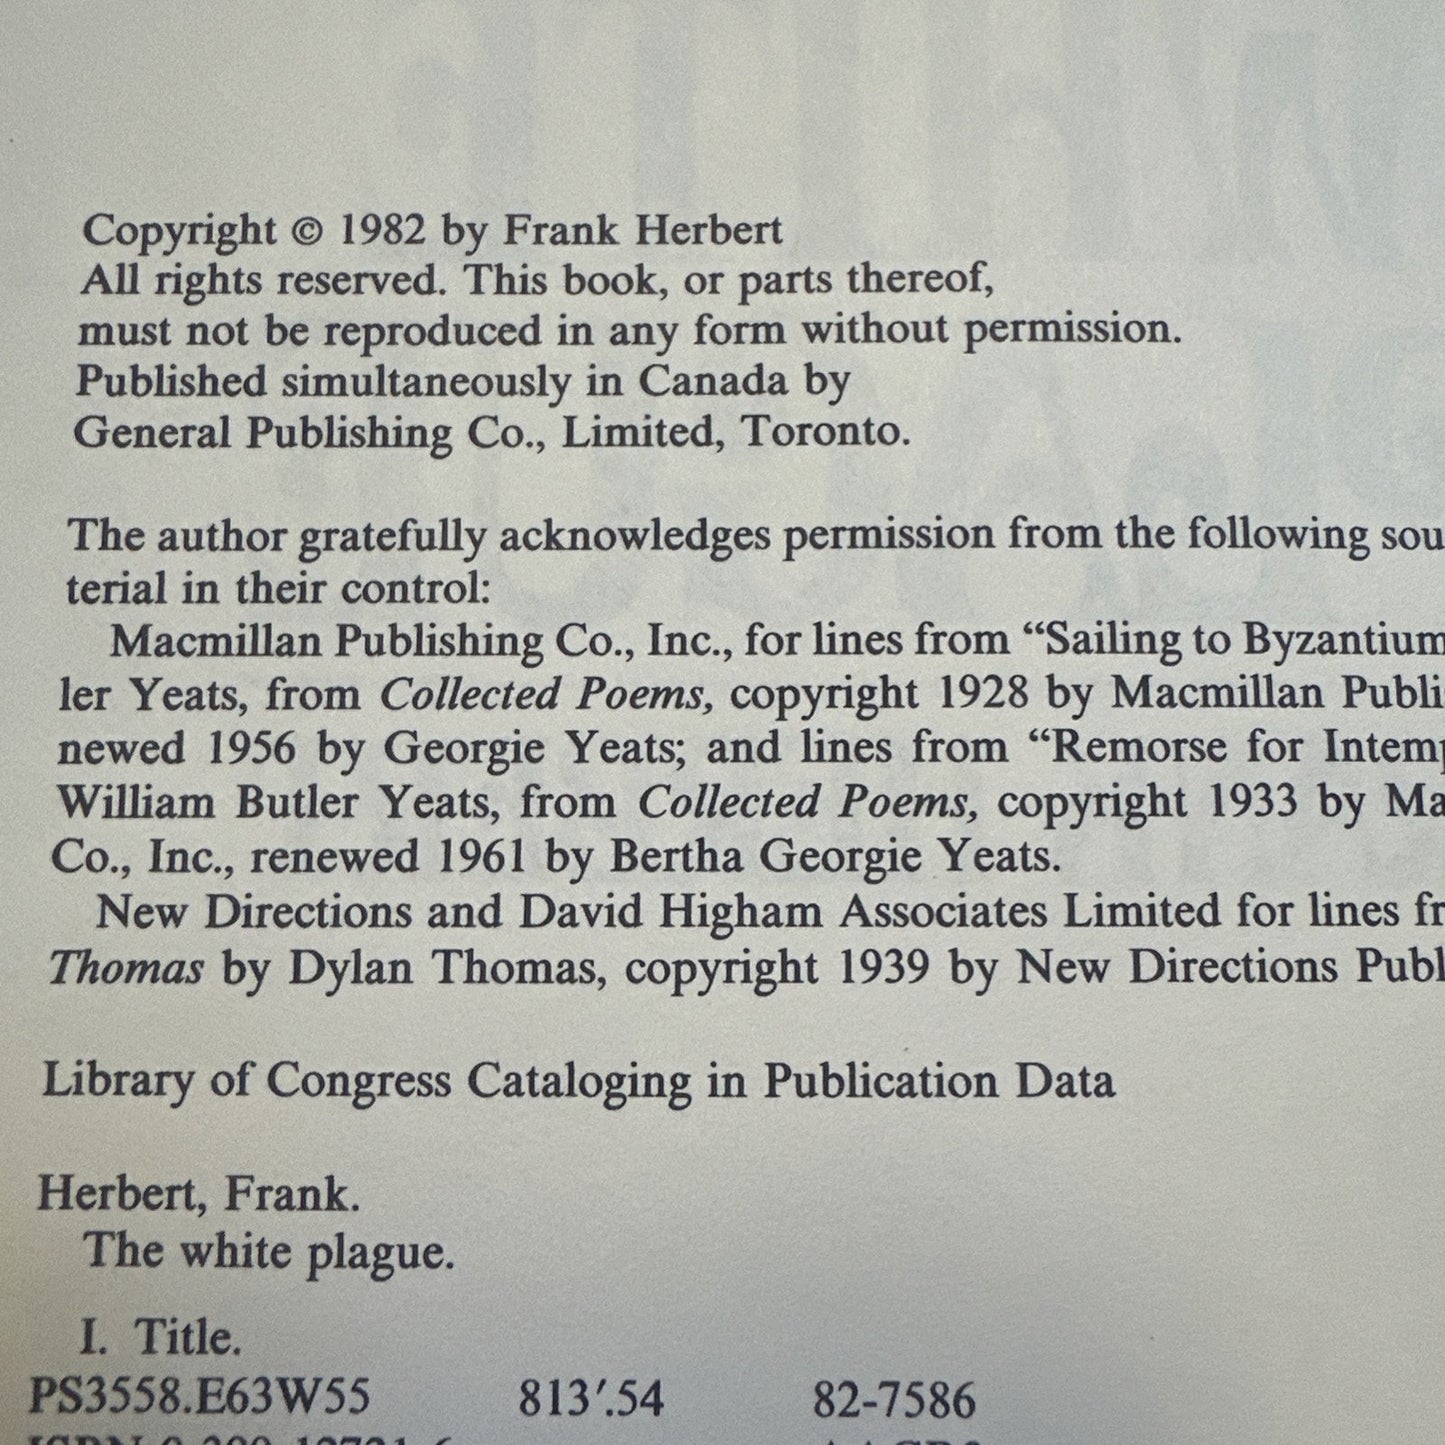 Copyright © 1982 by Frank Herbert
All rights reserved. This book, or parts thereof,
must not be reproduced in any form without permission.
Published simultaneously in Canada by
General Publishing Co., Limited, Toronto.
The author gratefully acknowledges permission from the following sou
terial in their control:
Macmillan Publishing Co., Inc., for lines from “Sailing to Byzantium
ler Yeats, from Collected Poems, copyright 1928 by Macmillan Publi
newed 1956 by Georgie Yeats; and lines from “Remorse for Intem
William Butler Yeats, from Collected Poems, copyright 1933 by Ma
Co., Inc., renewed 1961 by Bertha Georgie Yeats.
New Directions and David Higham Associates Limited for lines fr
Thomas by Dylan Thomas, copyright 1939 by New Directions Publ
Library of Congress Cataloging in Publication Data
Herbert, Frank.
The white plague.
I. Title.
PS3558.E63W55 813′.54 82-7586